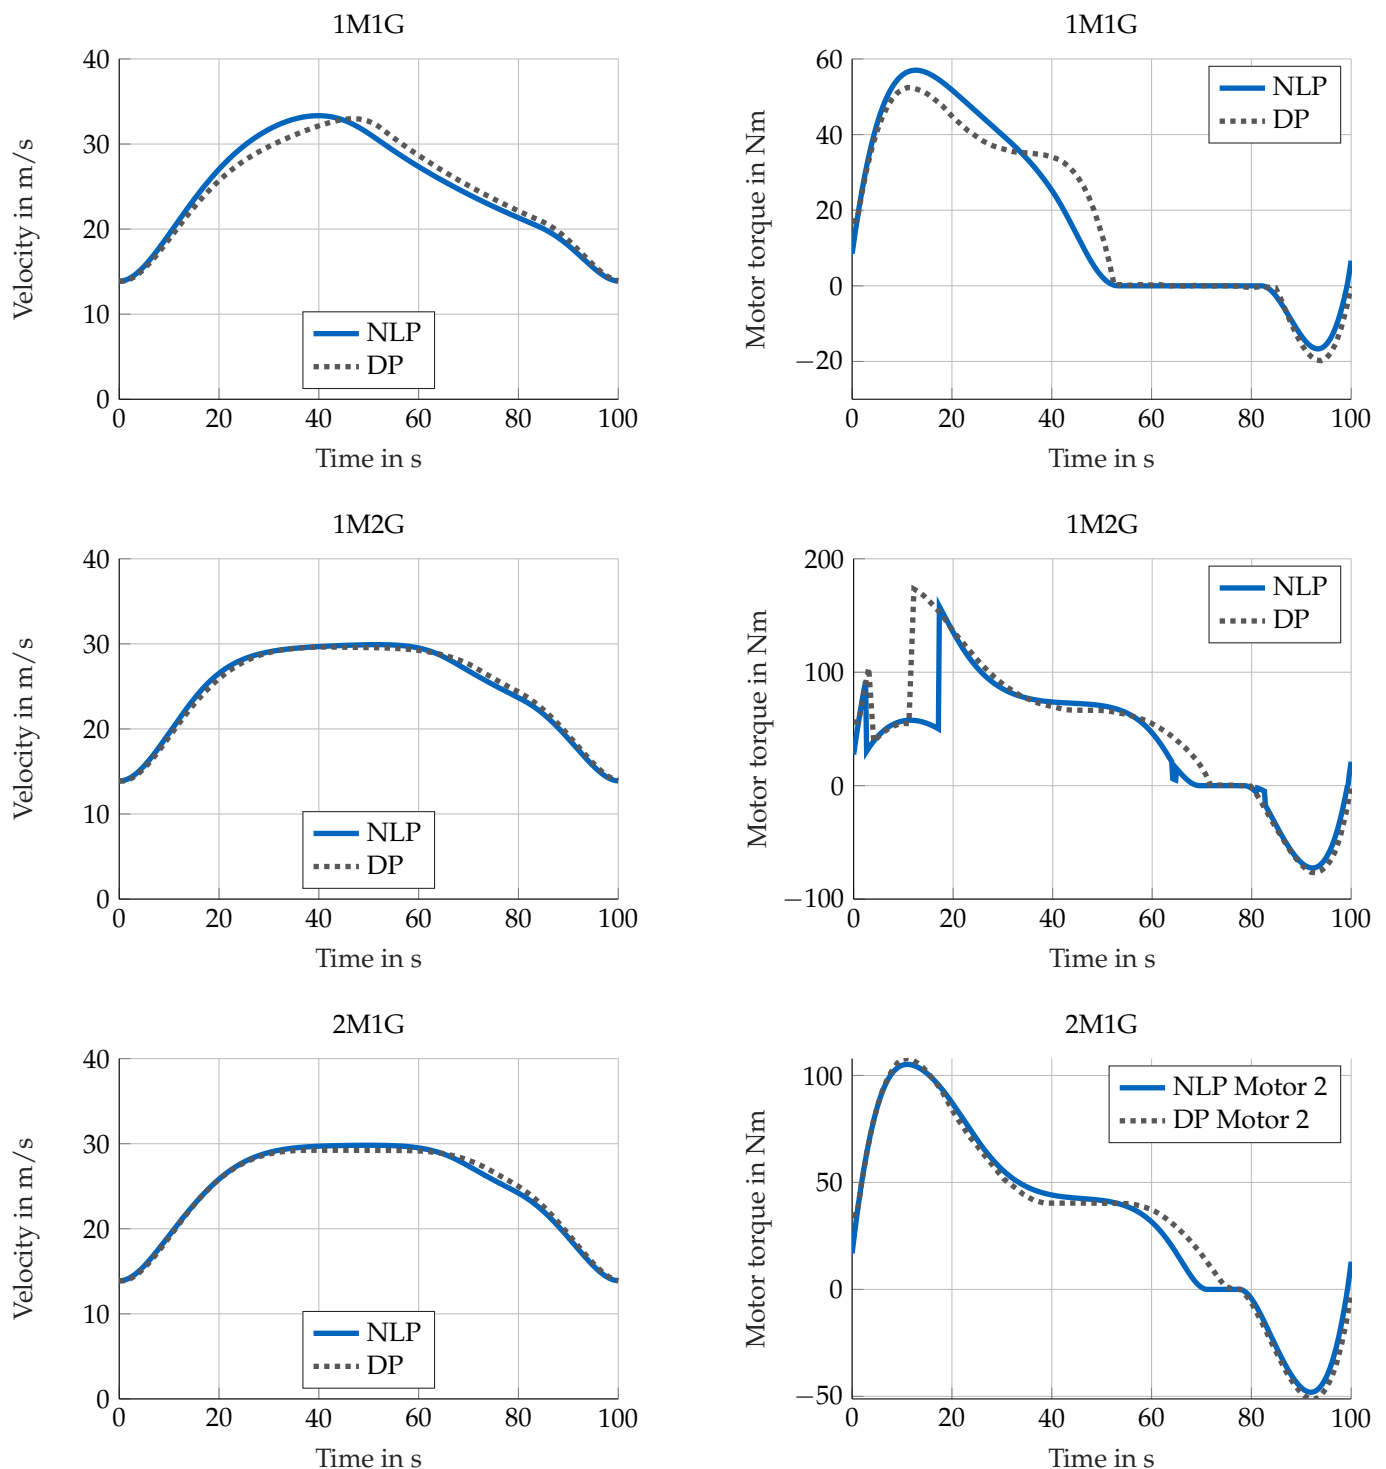 1M1G
Velocity in m/s
40
30
20
10
0
NLP
DP
0 20 40 60 80 100
Time in s
1M1G
Motor torque in Nm
60
40
20
0
−20
NLP
DP
0 20 40 60 80 100
Time in s
1M2G
Velocity in m/s
40
30
20
10
0
NLP
DP
0 20 40 60 80 100
Time in s
1M2G
Motor torque in Nm
200
100
0
−100
NLP
DP
0 20 40 60 80 100
Time in s
2M1G
Velocity in m/s
40
30
20
10
0
NLP
DP
0 20 40 60 80 100
Time in s
2M1G
Motor torque in Nm
100
50
0
−50
NLP Motor 2
DP Motor 2
0 20 40 60 80 100
Time in s